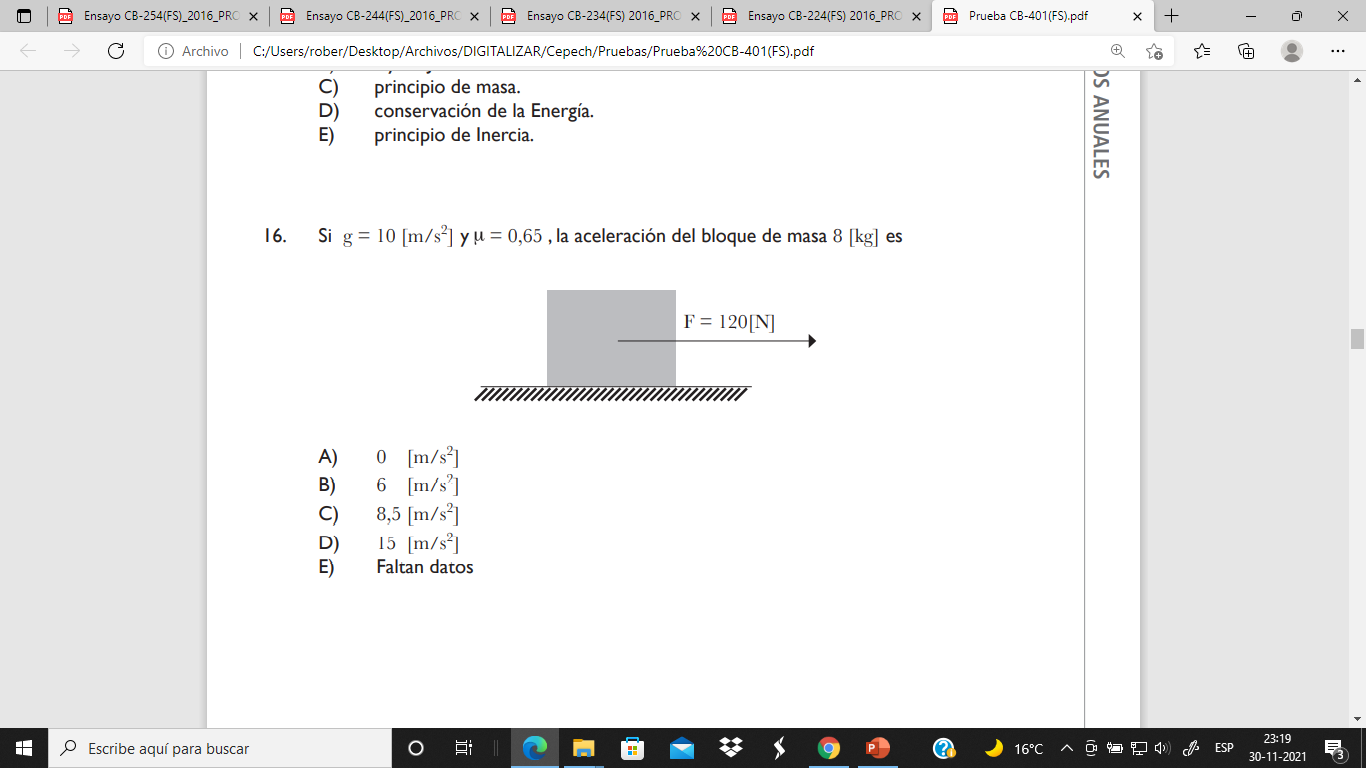 Ensayo CB-254(FS)_2016_PRO
Ensayo CB-244(FS)_2016_PRO
Ensayo CB-234(FS) 2016_PRO
Ensayo CB-224(FS) 2016_PRO
Prueba CB-401(FS).pdf
Archivo
C:/Users/rober/Desktop/Archivos/DIGITALIZAR/Cepech/Pruebas/Prueba%20CB-401(FS).pdf
C) principio de masa.
D) conservación de la Energía.
E) principio de Inercia.
OS ANUALES
16. Si g = 10 [m/s²] y μ = 0,65 , la aceleración del bloque de masa 8 [kg] es
F = 120[N]
A) 0 [m/s²]
B) 6 [m/s²]
C) 8,5 [m/s²]
D) 15 [m/s²]
E) Faltan datos
Escribe aquí para buscar
16°C
ESP
23:19
30-11-2021
3